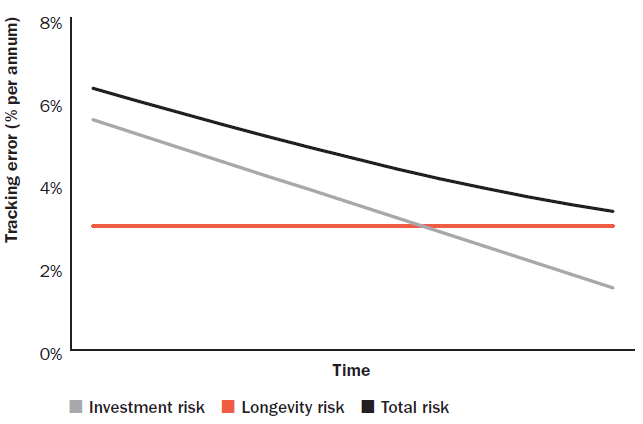 Tracking error (% per annum)
8%
6%
4%
2%
0%
Time
Investment risk Longevity risk Total risk